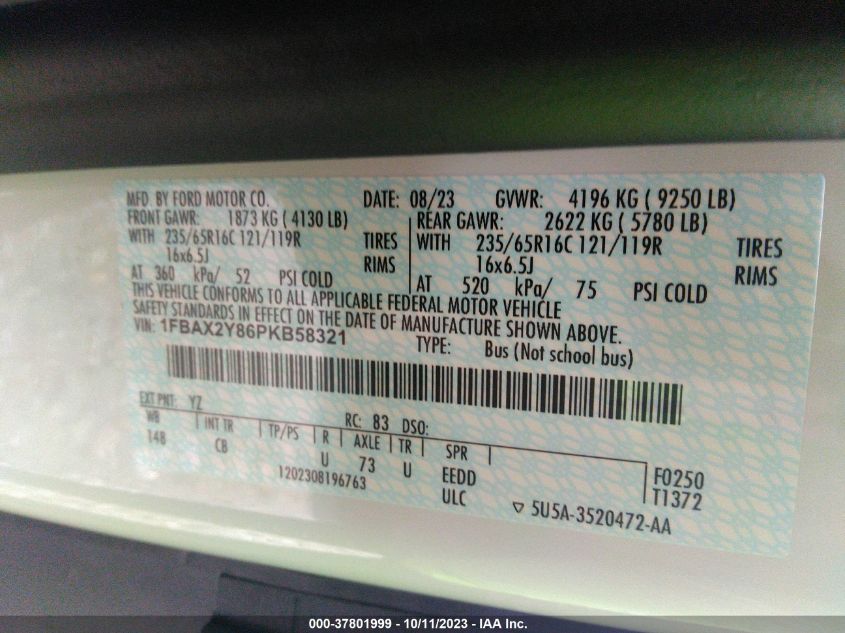 MFD. BY FORD MOTOR CO. DATE: 08/23 GVWR: 4196 KG ( 9250 LB)
FRONT GAWR: 1873 KG ( 4130 LB) REAR GAWR: 2622 KG ( 5780 LB)
WITH 235/65R16C 121/119R TIRES WITH 235/65R16C 121/119R TIRES
16x6.5J RIMS 16x6.5J RIMS
AT 360 kPa/ 52 PSI COLD AT 520 kPa/ 75 PSI COLD
THIS VEHICLE CONFORMS TO ALL APPLICABLE FEDERAL MOTOR VEHICLE
SAFETY STANDARDS IN EFFECT ON THE DATE OF MANUFACTURE SHOWN ABOVE.
VIN: 1FBAX2Y86PKB58321 TYPE: Bus (Not school bus)
EXT PNT: YZ RC: 83 DSO:
WB INT TR TP/PS R AXLE TR SPR
148 CB U 73 U EEDD F0250
1202308196763 ULC T1372
▽ 5U5A-3520472-AA
000-37801999 - 10/11/2023 - IAA Inc.